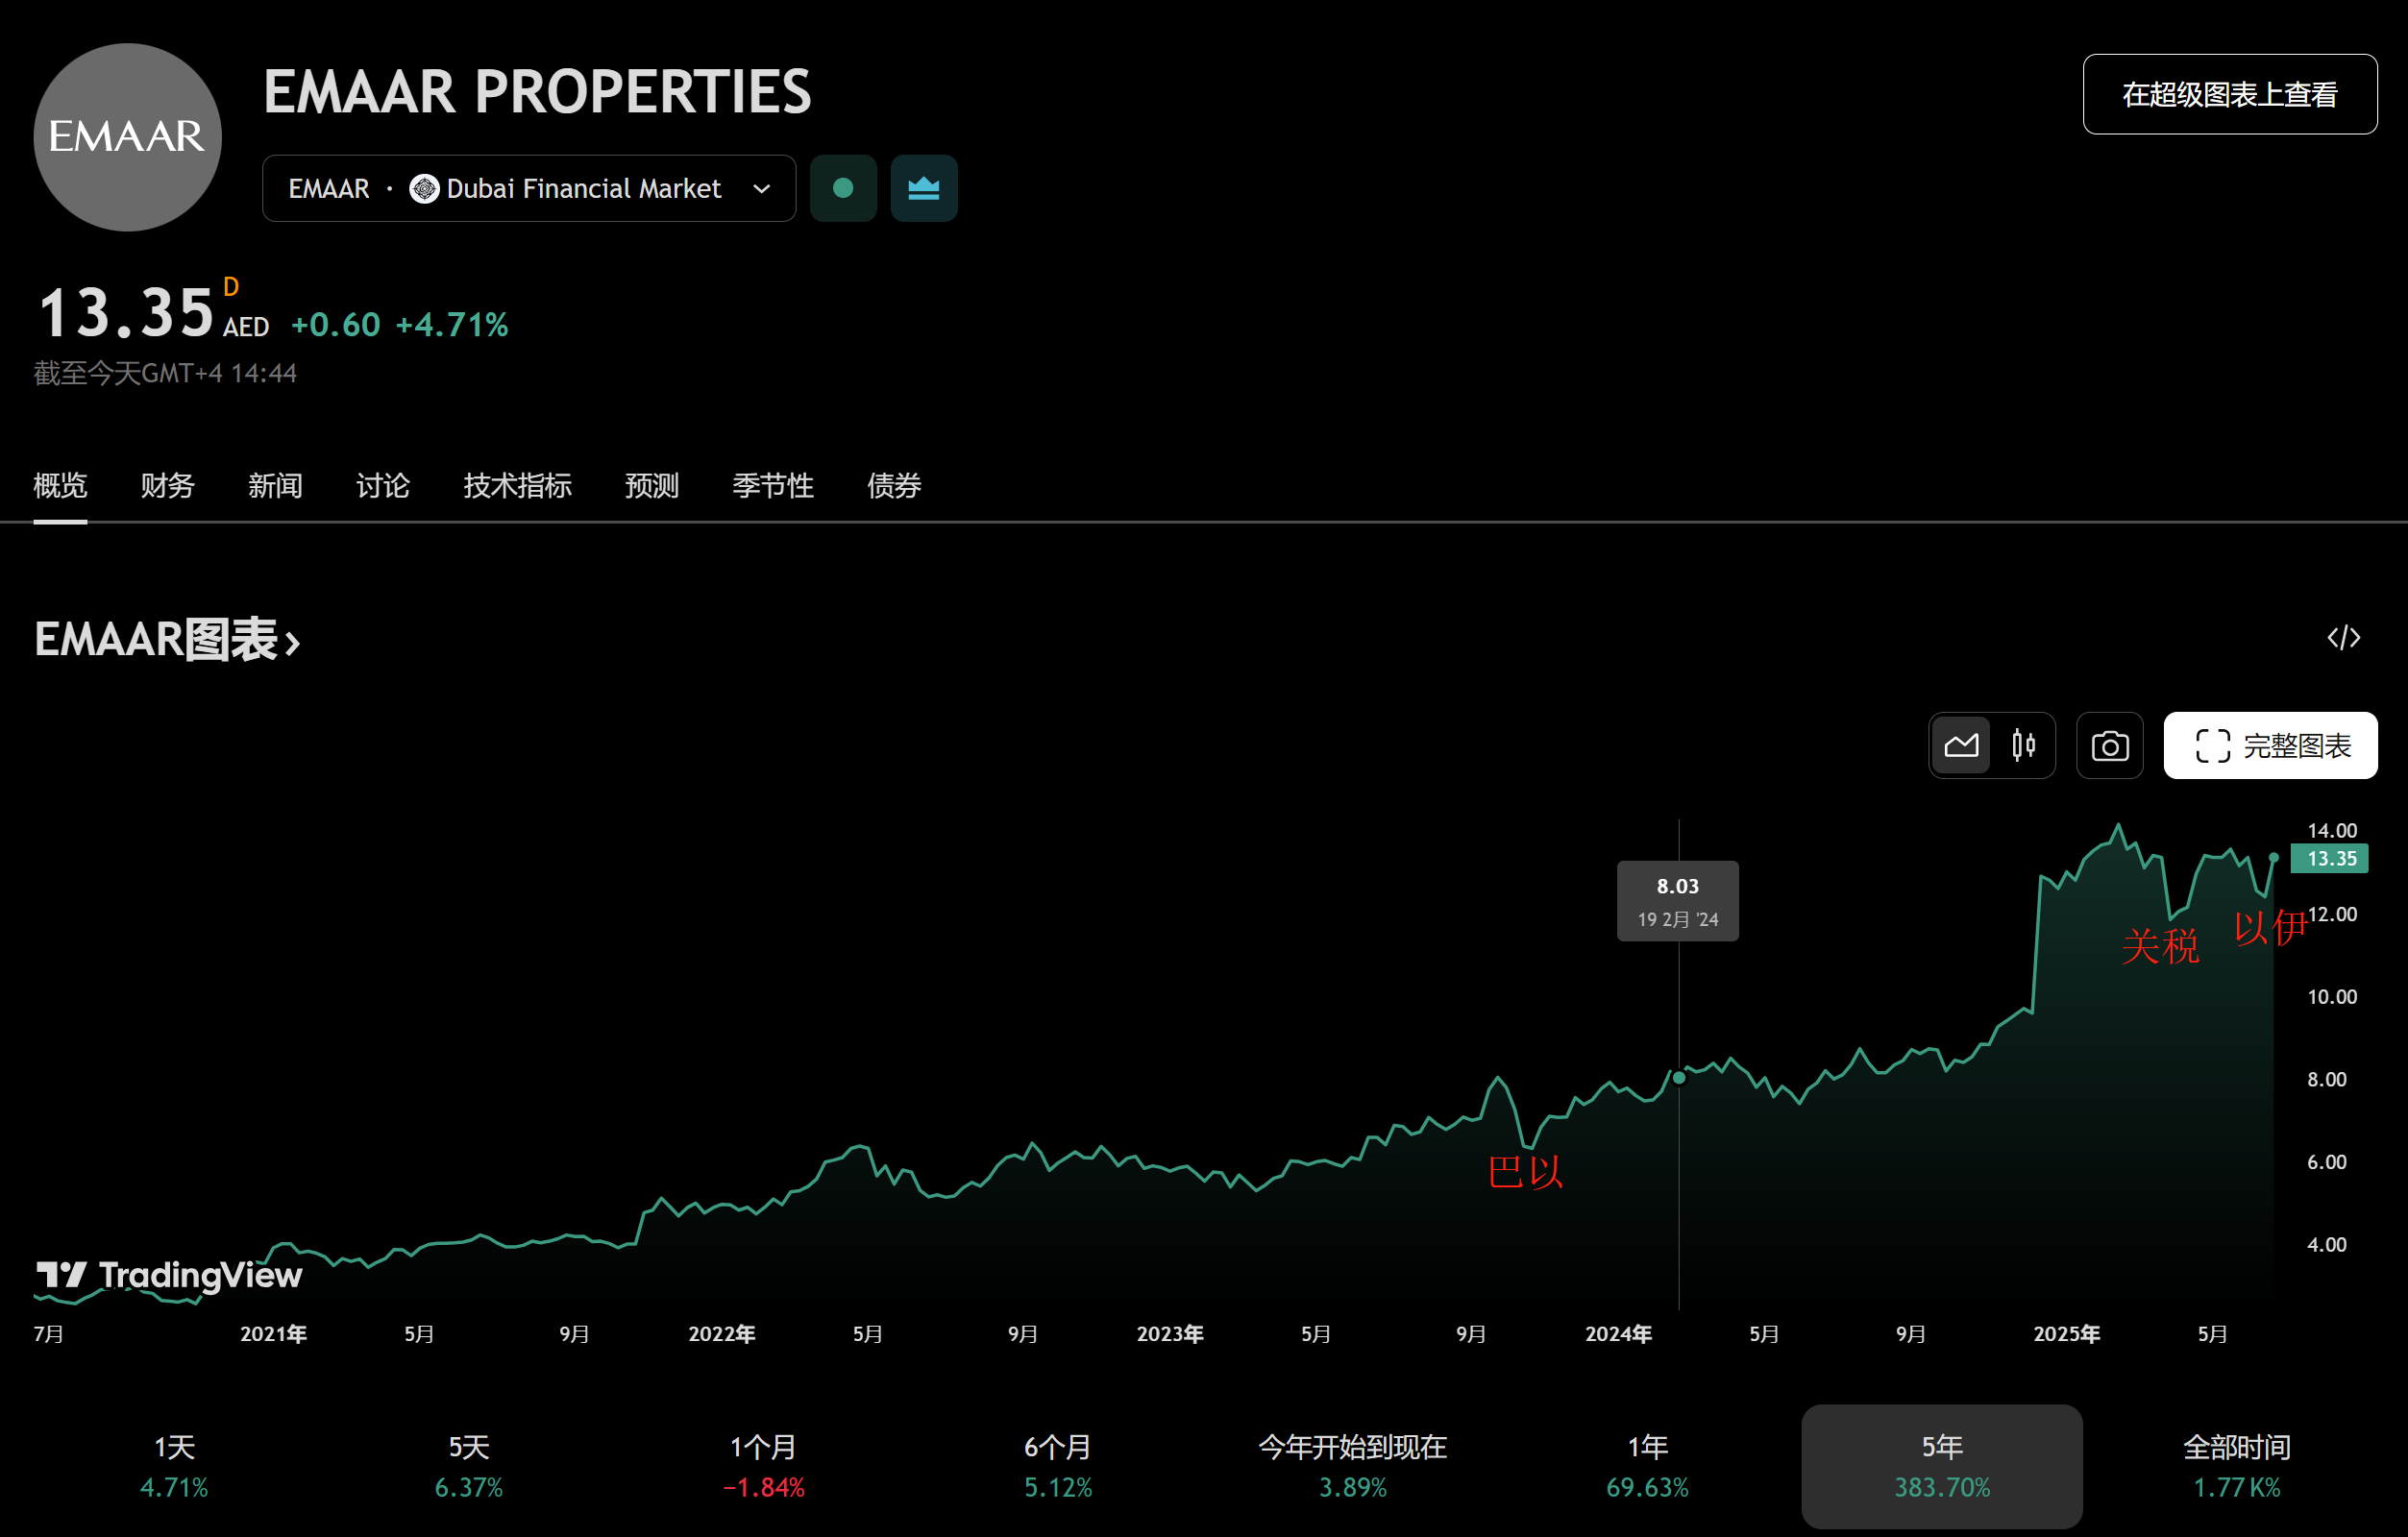 EMAAR
EMAAR PROPERTIES
在超级图表上查看
EMAAR · Dubai Financial Market
13.35 D AED +0.60 +4.71%
截至今天GMT+4 14:44
概览 财务 新闻 讨论 技术指标 预测 季节性 债券
EMAAR图表
完整图表
14.00
13.35
8.03
19 2月 '24
12.00
以伊
关税
10.00
8.00
6.00
巴以
4.00
TradingView
7月 2021年 5月 9月 2022年 5月 9月 2023年 5月 9月 2024年 5月 9月 2025年 5月
1天 5天 1个月 6个月 今年开始到现在 1年 5年 全部时间
4.71% 6.37% −1.84% 5.12% 3.89% 69.63% 383.70% 1.77 K%